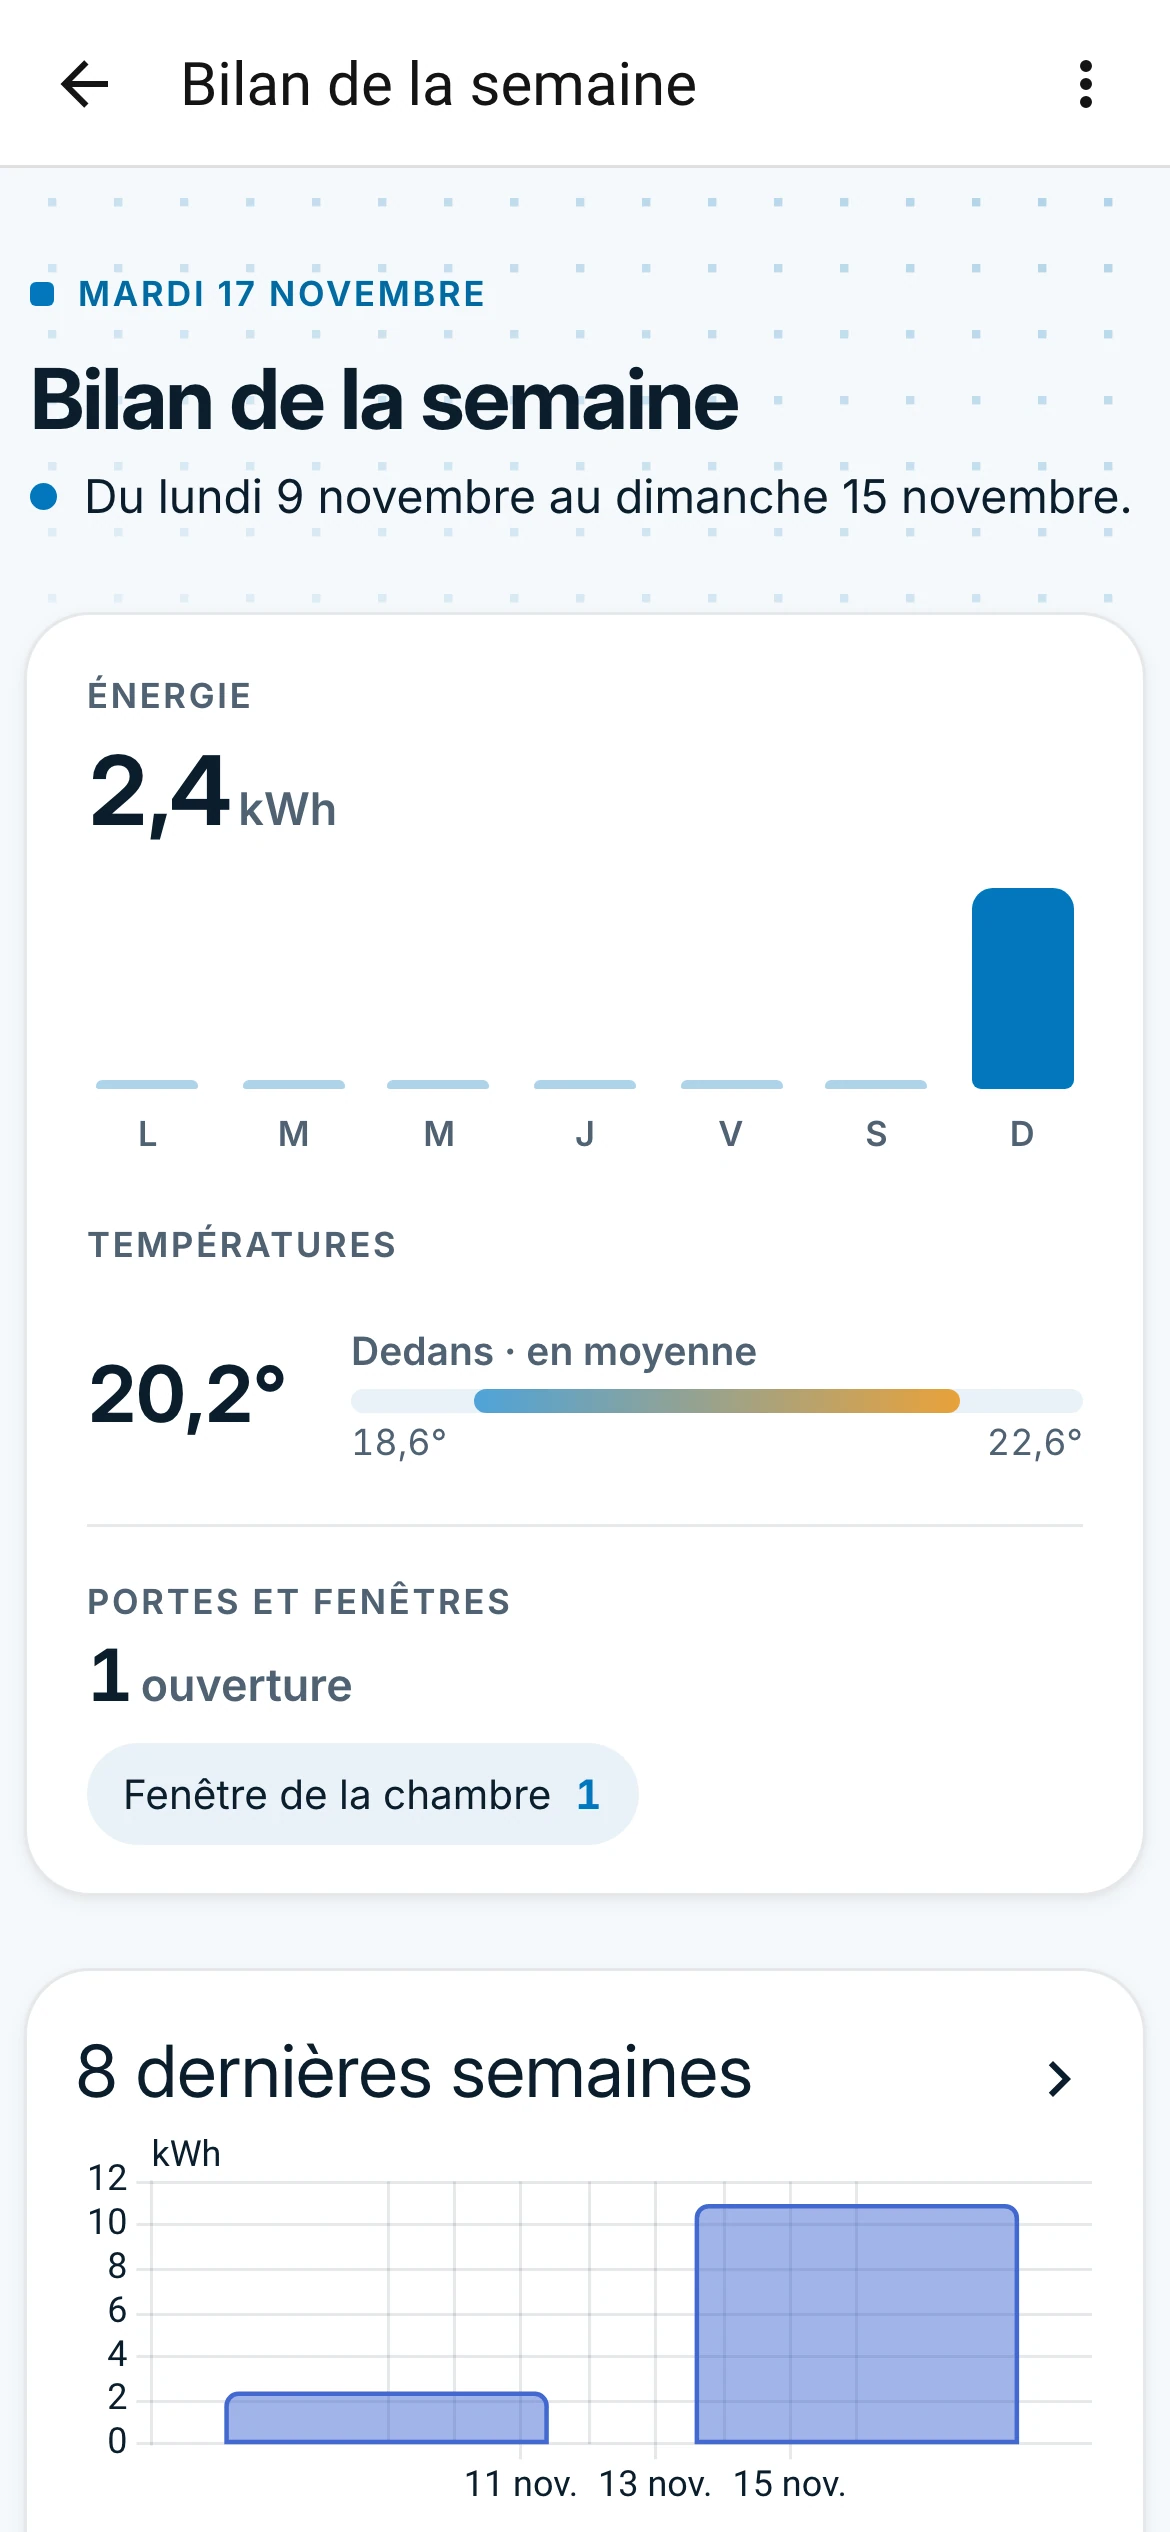 Bilan de la semaine
MARDI 17 NOVEMBRE
Bilan de la semaine
Du lundi 9 novembre au dimanche 15 novembre.
ÉNERGIE
2,4 kWh
L M M J V S D
TEMPÉRATURES
Dedans · en moyenne
20,2°
18,6° 22,6°
PORTES ET FENÊTRES
1 ouverture
Fenêtre de la chambre 1
8 dernières semaines
kWh
12
10
8
6
4
2
0
11 nov. 13 nov. 15 nov.